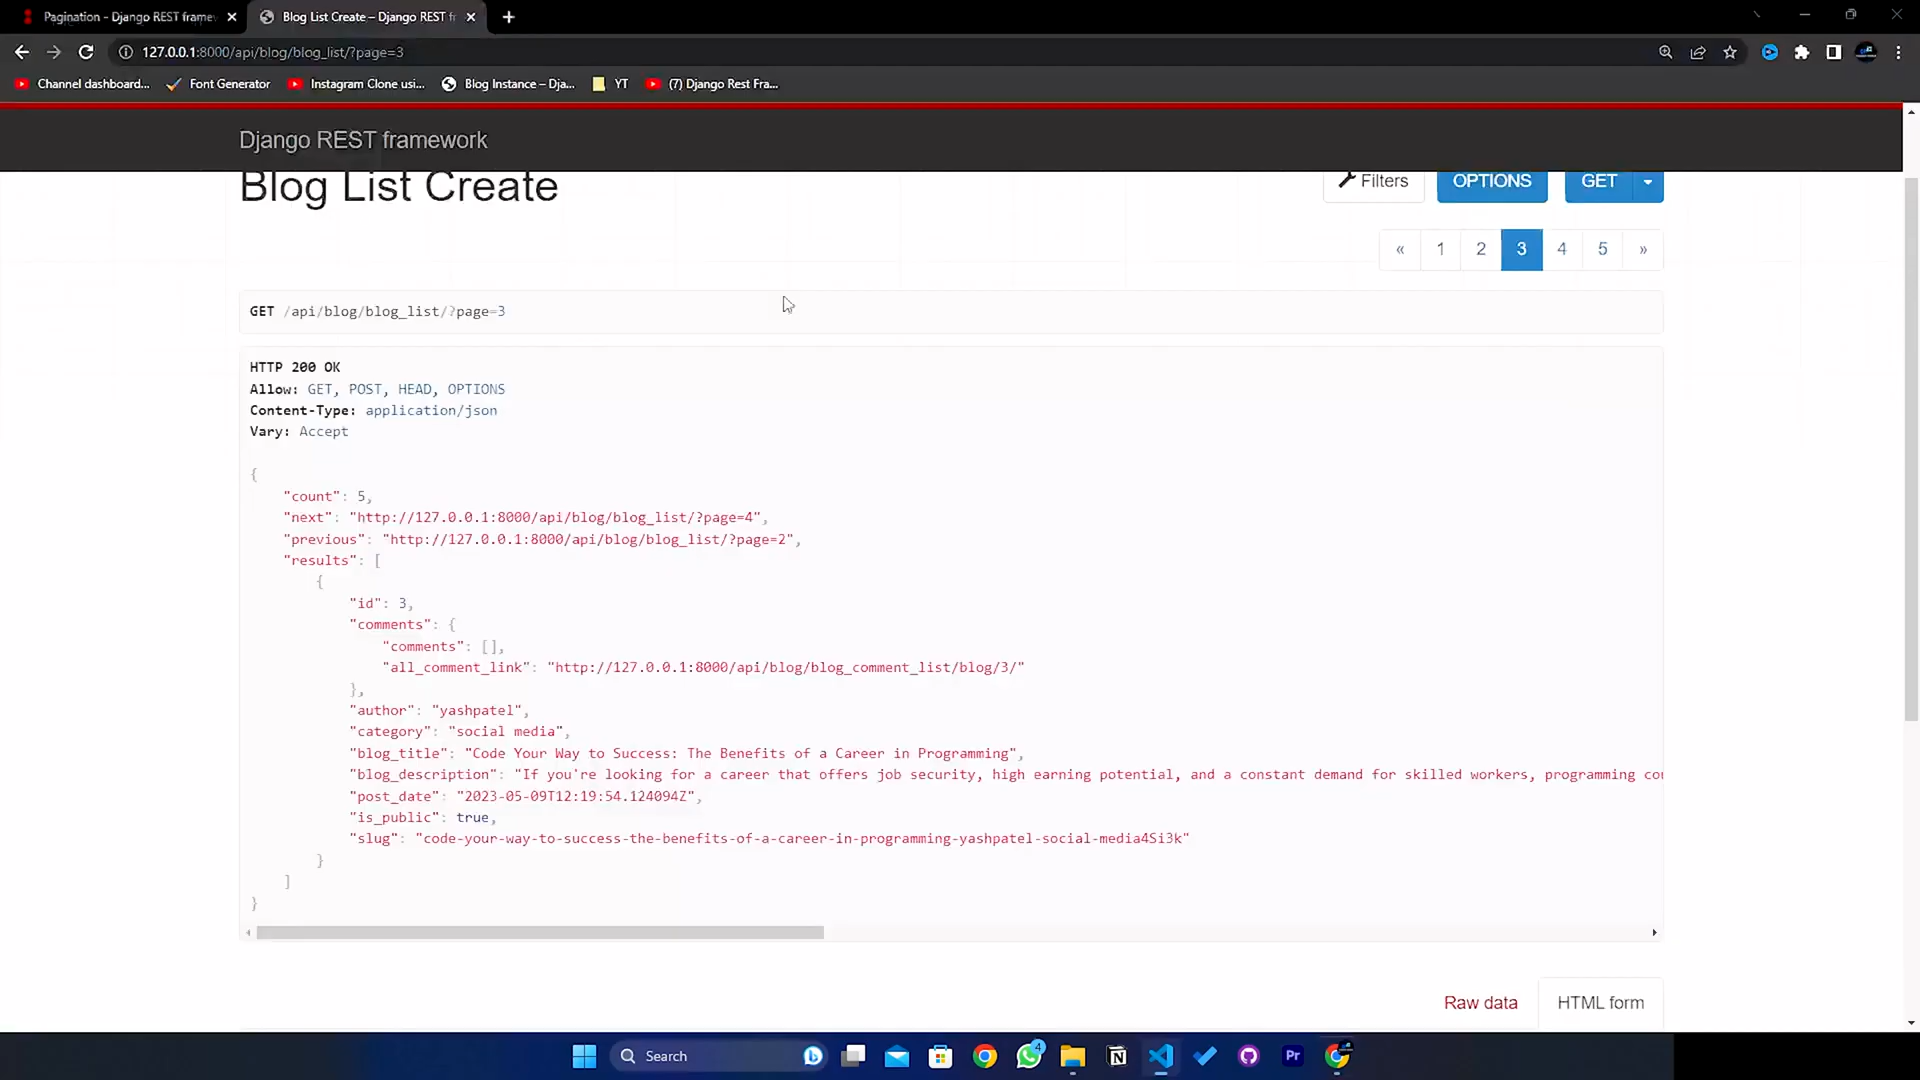 Pagination - Django REST frame
Blog List Create – Django REST f
127.0.0.1:8000/api/blog/blog_list/?page=3
Channel dashboard...
Font Generator
Instagram Clone usi...
Blog Instance – Dja...
YT
(7) Django Rest Fra...
Django REST framework
Blog List Create
Filters
OPTIONS
GET
« 1 2 3 4 5 »
GET /api/blog/blog_list/?page=3
HTTP 200 OK
Allow: GET, POST, HEAD, OPTIONS
Content-Type: application/json
Vary: Accept
{
"count": 5,
"next": "http://127.0.0.1:8000/api/blog/blog_list/?page=4",
"previous": "http://127.0.0.1:8000/api/blog/blog_list/?page=2",
"results": [
{
"id": 3,
"comments": {
"comments": [],
"all_comment_link": "http://127.0.0.1:8000/api/blog/blog_comment_list/blog/3/"
},
"author": "yashpatel",
"category": "social media",
"blog_title": "Code Your Way to Success: The Benefits of a Career in Programming",
"blog_description": "If you're looking for a career that offers job security, high earning potential, and a constant demand for skilled workers, programming co
"post_date": "2023-05-09T12:19:54.124094Z",
"is_public": true,
"slug": "code-your-way-to-success-the-benefits-of-a-career-in-programming-yashpatel-social-media4Si3k"
}
]
}
Raw data
HTML form
Search
4
Pr